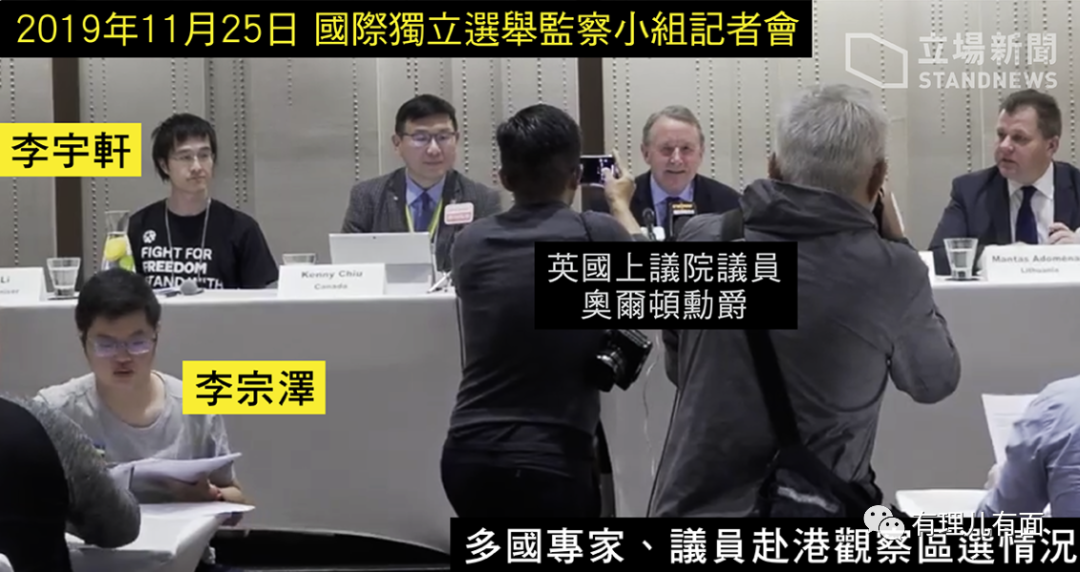 2019年11月25日 國際獨立選舉監察小組記者會
立場新聞
STANDNEWS
李宇軒
FIGHT FOR
FREEDOM
Li
Kenny Chiu
Canada
英國上議院議員
奧爾頓勳爵
Mantas Adomena
Lithuania
李宗澤
有理儿有面
多國專家、議員赴港觀察區選情況